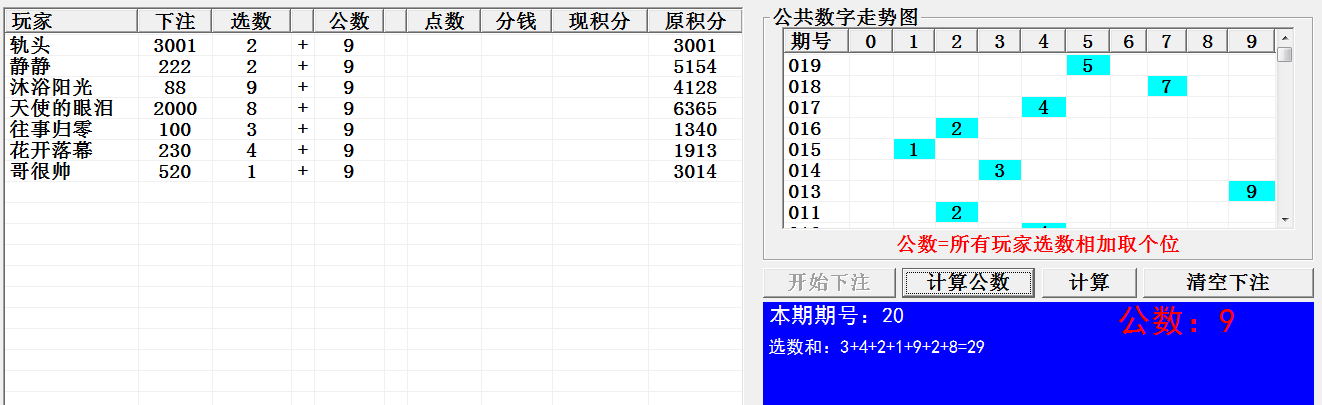 玩家 下注 选数 公数 点数 分钱 现积分 原积分
轨头 3001 2 + 9 3001
静静 222 2 + 9 5154
沐浴阳光 88 9 + 9 4128
天使的眼泪 2000 8 + 9 6365
往事归零 100 3 + 9 1340
花开落幕 230 4 + 9 1913
哥很帅 520 1 + 9 3014
公共数字走势图
期号 0 1 2 3 4 5 6 7 8 9
019 5
018 7
017 4
016 2
015 1
014 3
013 9
011 2
公数=所有玩家选数相加取个位
开始下注 计算公数 计算 清空下注
本期期号：20 公数：9
选数和：3+4+2+1+9+2+8=29